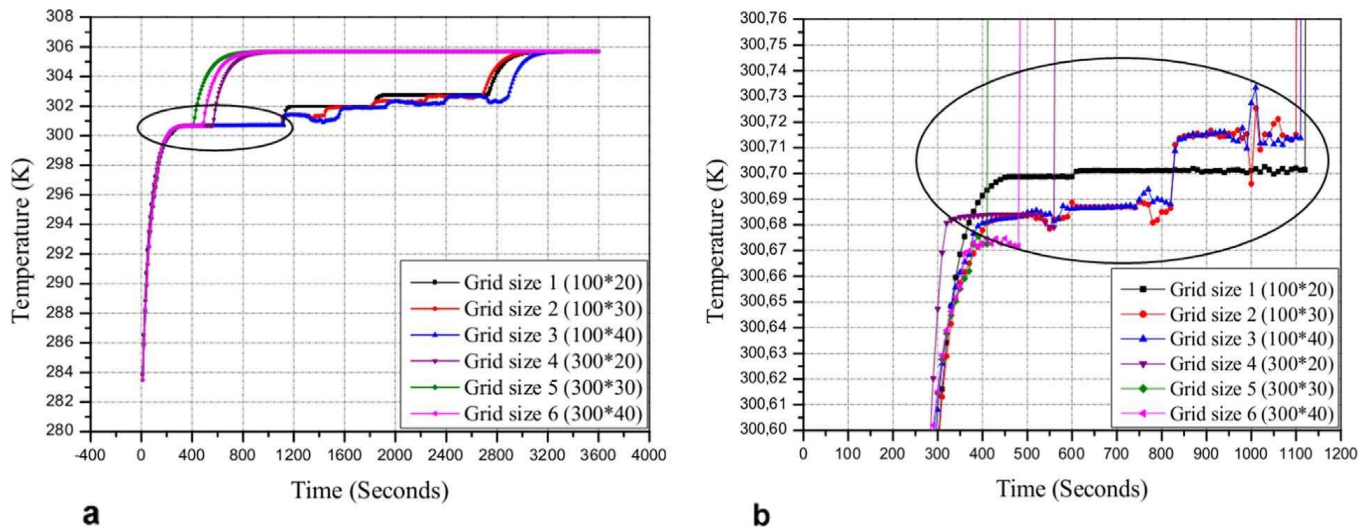 308
306
304
302
300
298
296
294
292
290
288
286
284
282
280
Temperature (K)
-400 0 400 800 1200 1600 2000 2400 2800 3200 3600 4000
Time (Seconds)
Grid size 1 (100*20)
Grid size 2 (100*30)
Grid size 3 (100*40)
Grid size 4 (300*20)
Grid size 5 (300*30)
Grid size 6 (300*40)
a
300,76
300,74
300,73
300,72
300,70
300,69
300,68
300,67
300,66
300,65
300,63
300,62
300,61
300,60
Temperature (K)
0 100 200 300 400 500 600 700 800 900 1000 1100 1200
Time (Seconds)
Grid size 1 (100*20)
Grid size 2 (100*30)
Grid size 3 (100*40)
Grid size 4 (300*20)
Grid size 5 (300*30)
Grid size 6 (300*40)
b